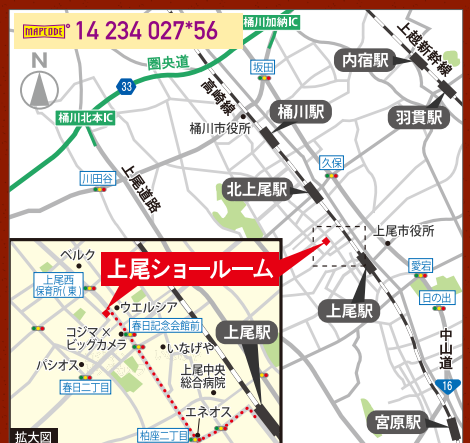 MAPCODE® 14 234 027*56
桶川加納IC
上越新幹線
内宿駅
圏央道
坂田
N
33
高崎線
羽貫駅
桶川駅
桶川北本IC
桶川市役所
久保
川田谷
上尾道路
北上尾駅
上尾市役所
ベルク
上尾ショールーム
愛宕
上尾西
保育所(東)
上尾駅
日の出
ウエルシア
春日記念会館前
コジマ×
ビッグカメラ
上尾駅
中山道
いなげや
パシオス
上尾中央
総合病院
春日二丁目
16
エネオス
宮原駅
柏座二丁目
拡大図